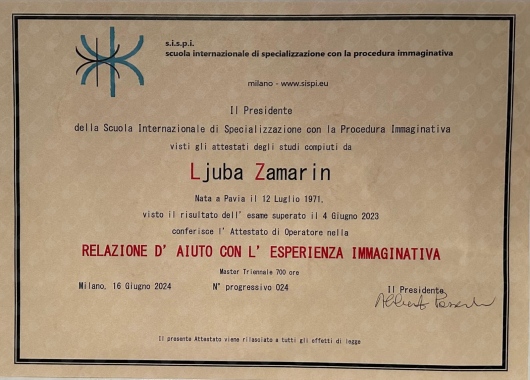 s.i.s.p.i.
scuola internazionale di specializzazione con la procedura immaginativa
milano - www.sispi.eu
Il Presidente
della Scuola Internazionale di Specializzazione con la Procedura Immaginativa
visti gli attestati degli studi compiuti da
Ljuba Zamarin
Nata a Pavia il 12 Luglio 1971,
visto il risultato dell' esame superato il 4 Giugno 2023
conferisce l' Attestato di Operatore nella
RELAZIONE D' AIUTO CON L' ESPERIENZA IMMAGINATIVA
Master Triennale 700 ore
Milano, 16 Giugno 2024 N° progressivo 024 Il Presidente
Il presente Attestato viene rilasciato a tutti gli effetti di legge